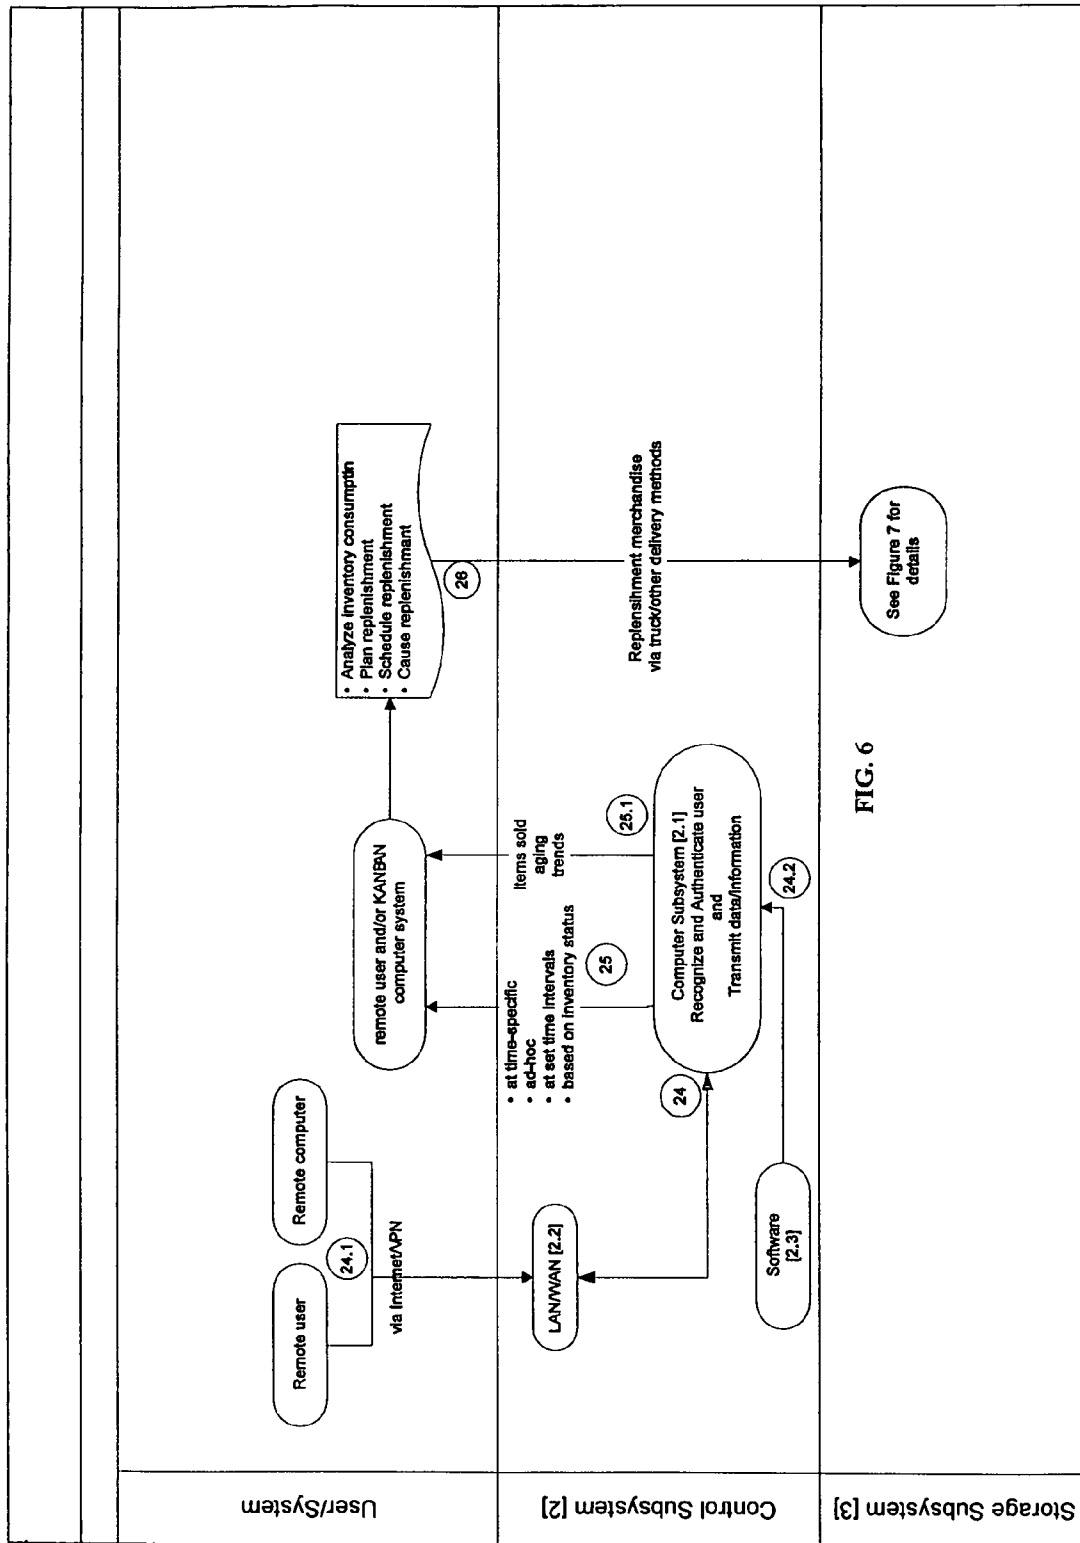 User/System
Remote user
Remote computer
24.1
via Internet/VPN
remote user and/or KANBAN
computer system
• Analyze inventory consumptin
• Plan replenishment
• Schedule replenishment
• Cause replenishmant
26
Control Subsystem [2]
LAN/WAN [2.2]
• at time-specific
• ad-hoc
• at set time intervals
• based on inventory status
25
Items sold
aging
trends
25.1
24
Computer Subsystem [2.1]
Recognize and Authenticate user
and
Transmit data/information
Replensihment merchandise
via truck/other delivery methods
Software
[2.3]
24.2
Storage Subsystem [3]
See Figure 7 for
details
FIG. 6